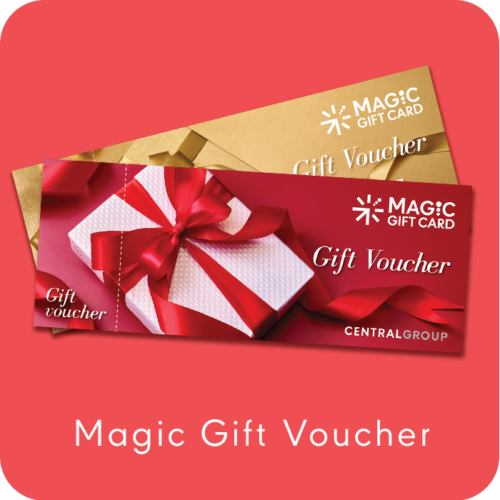 MAGIC
GIFT CARD
Gift Voucher
MAGIC
GIFT CARD
Gift Voucher
Gift
voucher
CENTRALGROUP
Magic Gift Voucher